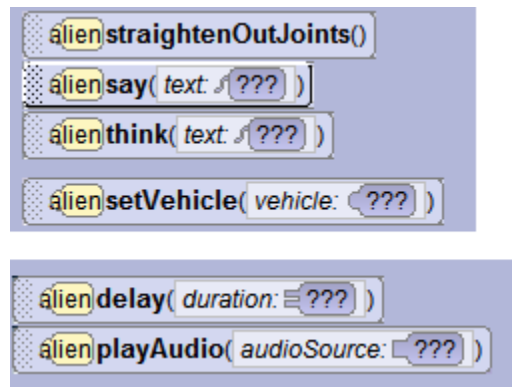 alien straightenOutJoints()
alien say( text: ??? )
alien think( text: ??? )
alien setVehicle( vehicle: ??? )
alien delay( duration: ??? )
alien playAudio( audioSource: ??? )